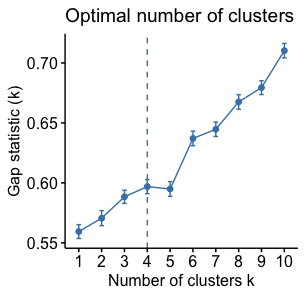 Optimal number of clusters
Gap statistic (k)
0.70
0.65
0.60
0.55
1 2 3 4 5 6 7 8 9 10
Number of clusters k